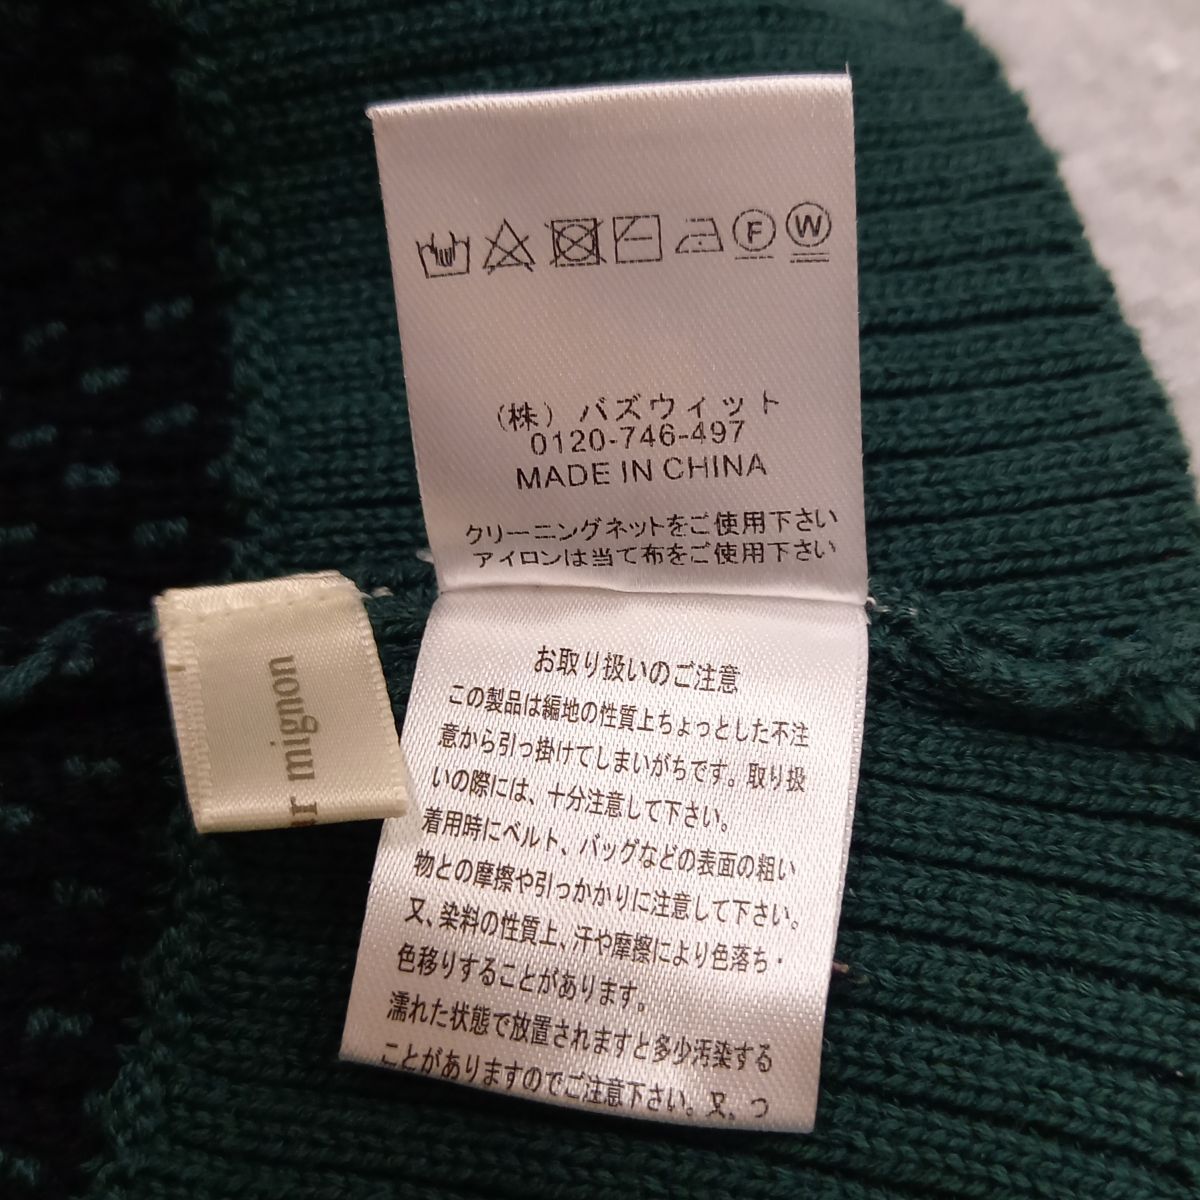 F W
（株）バズウィット
0120-746-497
MADE IN CHINA
クリーニングネットをご使用下さい
アイロンは当て布をご使用下さい
mignon
お取り扱いのご注意
この製品は編地の性質上ちょっとした不注
意から引っ掛けてしまいがちです。取り扱
いの際には、十分注意して下さい。
着用時にベルト、バッグなどの表面の粗い
物との摩擦や引っかかりに注意して下さい。
又、染料の性質上、汗や摩擦により色落ち・
色移りすることがあります。
濡れた状態で放置されますと多少汚染する
ことがありますのでご注意下さい。又、つ